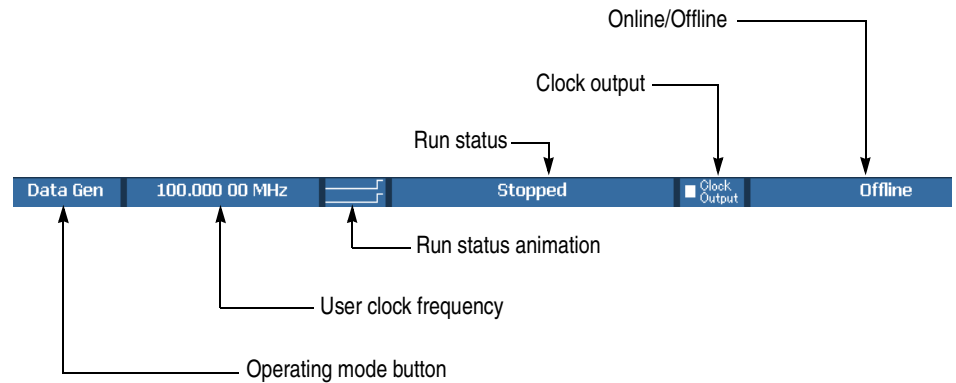 Online/Offline
Clock output
Run status
Data Gen 100.000 00 MHz Stopped Clock Output Offline
Run status animation
User clock frequency
Operating mode button